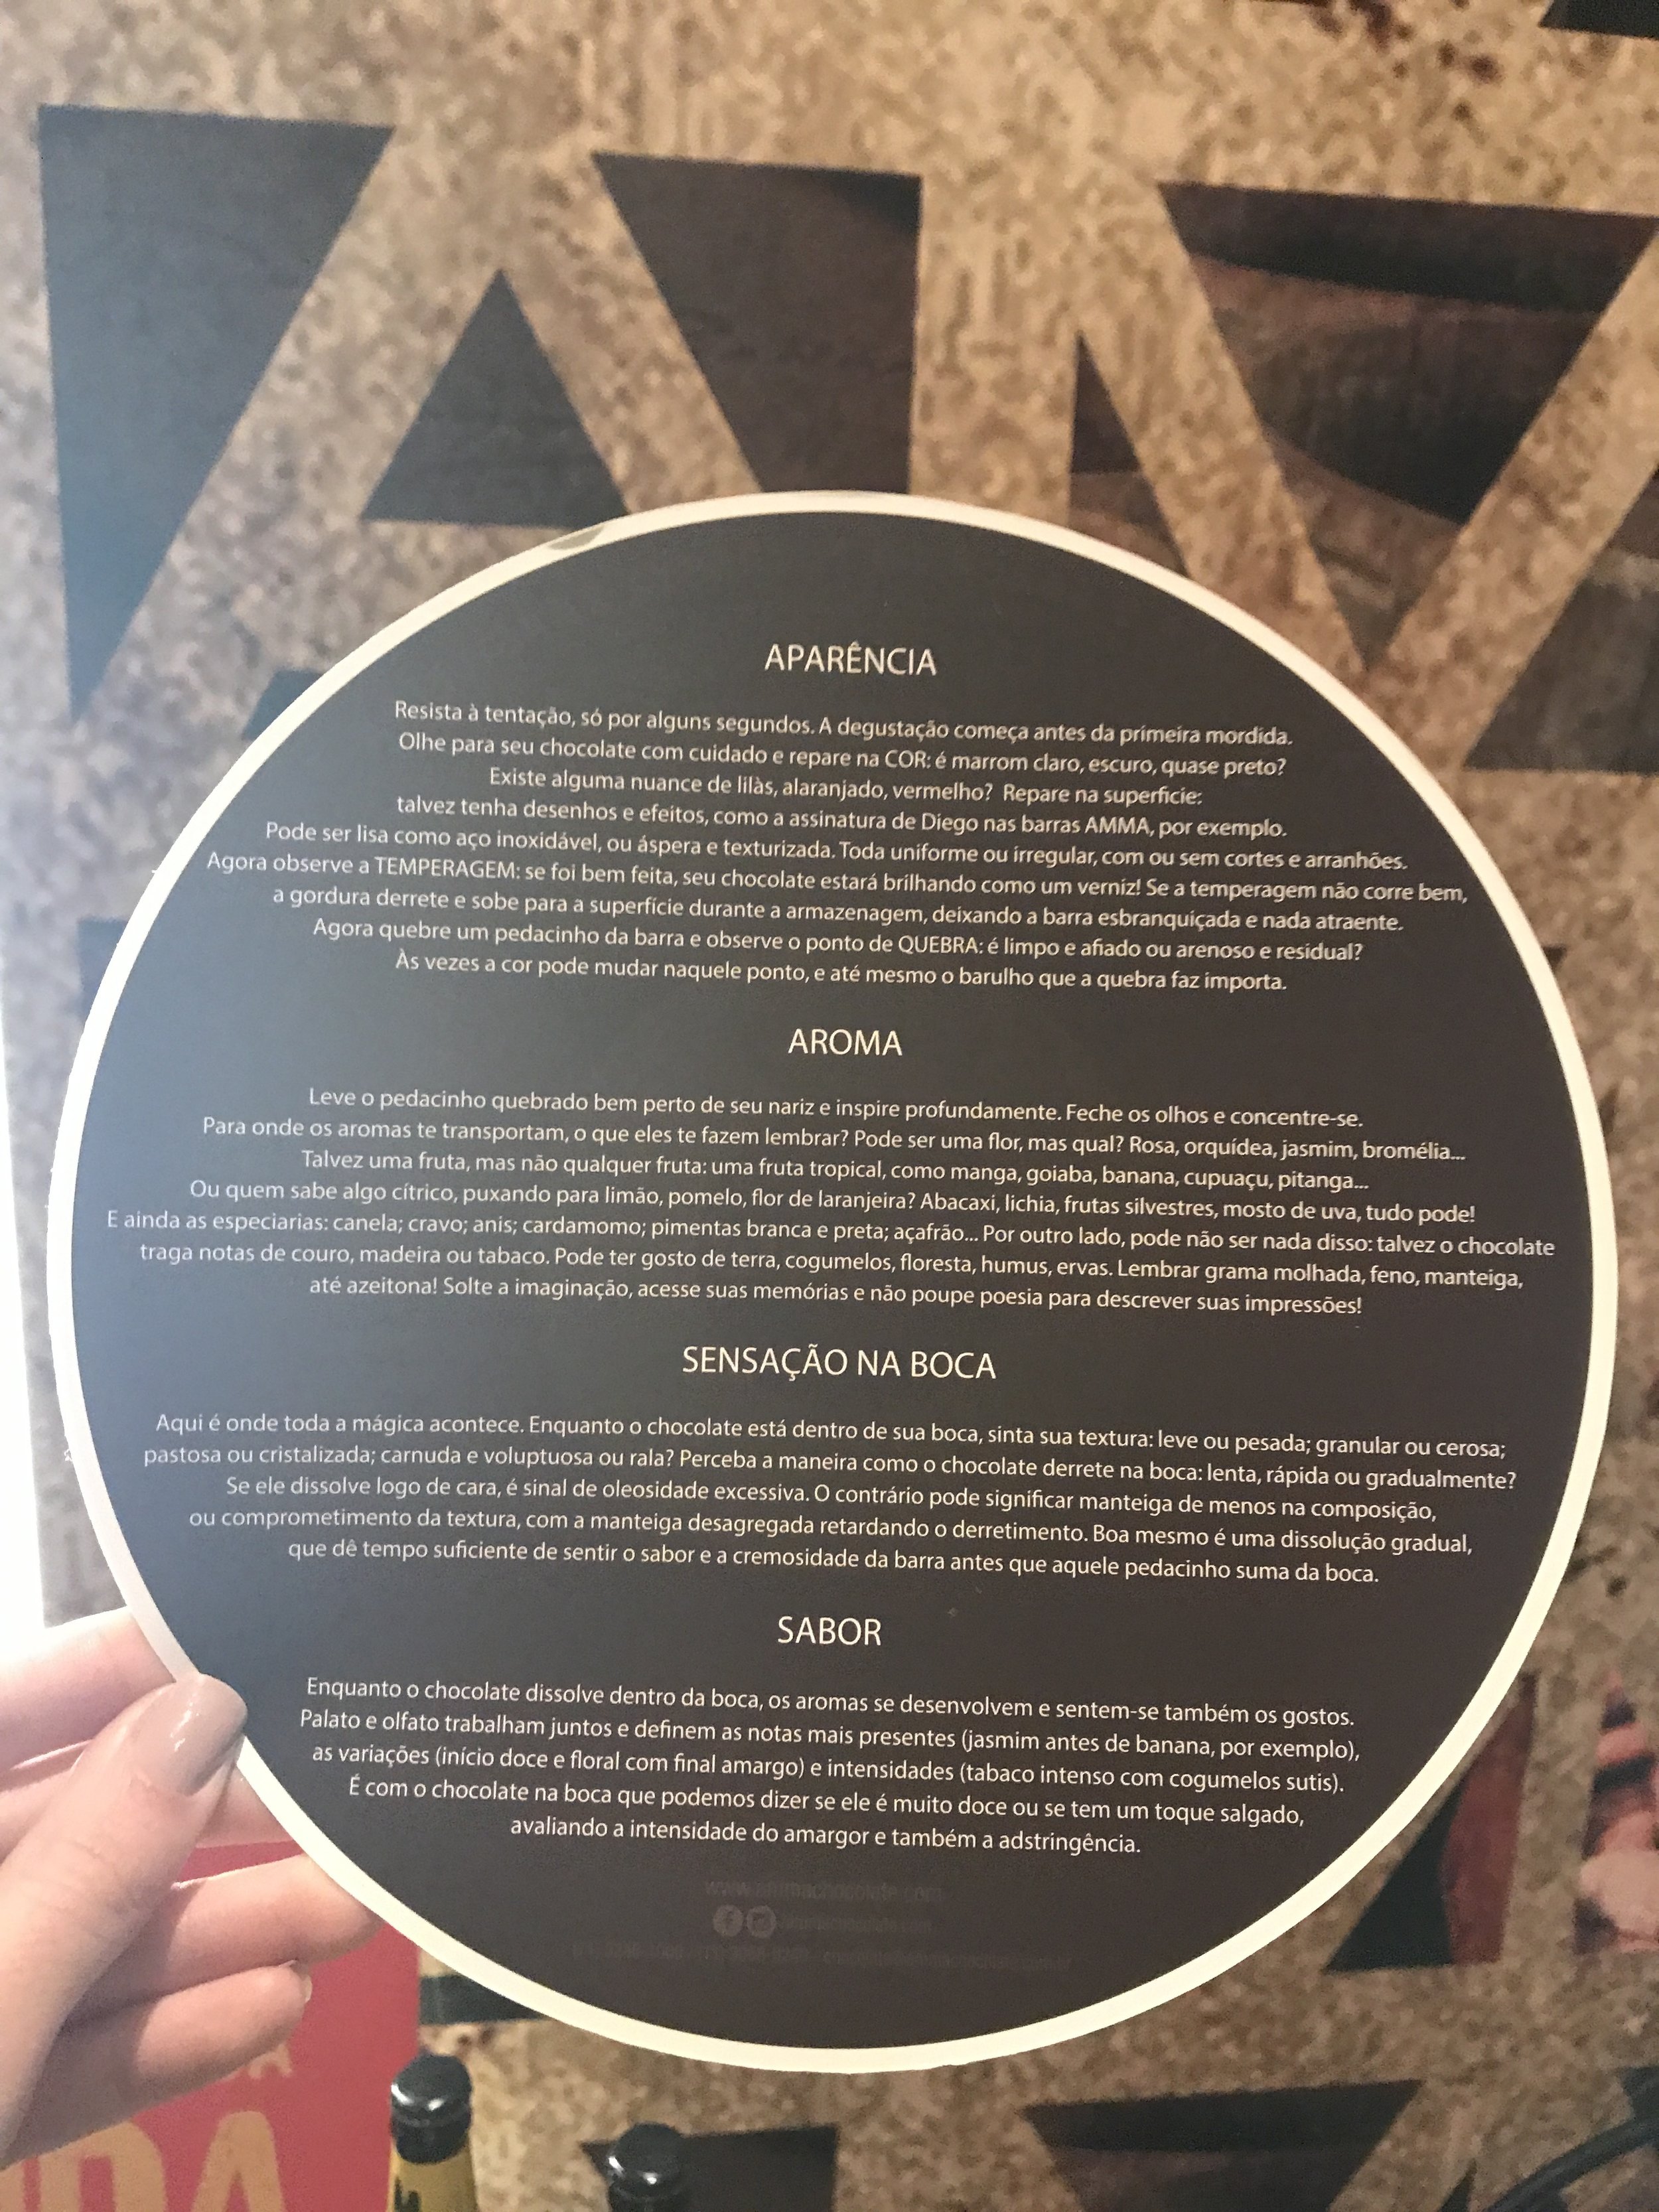 APARÊNCIA
Resista à tentação, só por alguns segundos. A degustação começa antes da primeira mordida.
Olhe para seu chocolate com cuidado e repare na COR: é marrom claro, escuro, quase preto?
Existe alguma nuance de lilàs, alaranjado, vermelho? Repare na superficie:
talvez tenha desenhos e efeitos, como a assinatura de Diego nas barras AMMA, por exemplo.
Pode ser lisa como aço inoxidável, ou áspera e texturizada. Toda uniforme ou irregular, com ou sem cortes e arranhões.
Agora observe a TEMPERAGEM: se foi bem feita, seu chocolate estará brilhando como um verniz! Se a temperagem não corre bem,
a gordura derrete e sobe para a superfície durante a armazenagem, deixando a barra esbranquiçada e nada atraente.
Agora quebre um pedacinho da barra e observe o ponto de QUEBRA: é limpo e afiado ou arenoso e residual?
Às vezes a cor pode mudar naquele ponto, e até mesmo o barulho que a quebra faz importa.
AROMA
Leve o pedacinho quebrado bem perto de seu nariz e inspire profundamente. Feche os olhos e concentre-se.
Para onde os aromas te transportam, o que eles te fazem lembrar? Pode ser uma flor, mas qual? Rosa, orquídea, jasmim, bromélia...
Talvez uma fruta, mas não qualquer fruta: uma fruta tropical, como manga, goiaba, banana, cupuaçu, pitanga...
Ou quem sabe algo cítrico, puxando para limão, pomelo, flor de laranjeira? Abacaxi, lichia, frutas silvestres, mosto de uva, tudo pode!
E ainda as especiarias: canela; cravo; anis; cardamomo; pimentas branca e preta; açafrão... Por outro lado, pode não ser nada disso: talvez o chocolate
traga notas de couro, madeira ou tabaco. Pode ter gosto de terra, cogumelos, floresta, humus, ervas. Lembrar grama molhada, feno, manteiga,
até azeitona! Solte a imaginação, acesse suas memórias e não poupe poesia para descrever suas impressões!
SENSAÇÃO NA BOCA
Aqui é onde toda a mágica acontece. Enquanto o chocolate está dentro de sua boca, sinta sua textura: leve ou pesada; granular ou cerosa;
pastosa ou cristalizada; carnuda e voluptuosa ou rala? Perceba a maneira como o chocolate derrete na boca: lenta, rápida ou gradualmente?
Se ele dissolve logo de cara, é sinal de oleosidade excessiva. O contrário pode significar manteiga de menos na composição,
ou comprometimento da textura, com a manteiga desagregada retardando o derretimento. Boa mesmo é uma dissolução gradual,
que dê tempo suficiente de sentir o sabor e a cremosidade da barra antes que aquele pedacinho suma da boca.
SABOR
Enquanto o chocolate dissolve dentro da boca, os aromas se desenvolvem e sentem-se também os gostos.
Palato e olfato trabalham juntos e definem as notas mais presentes (jasmim antes de banana, por exemplo),
as variações (início doce e floral com final amargo) e intensidades (tabaco intenso com cogumelos sutis).
É com o chocolate na boca que podemos dizer se ele é muito doce ou se tem um toque salgado,
avaliando a intensidade do amargor e também a adstringência.
www.ammachocolate.com